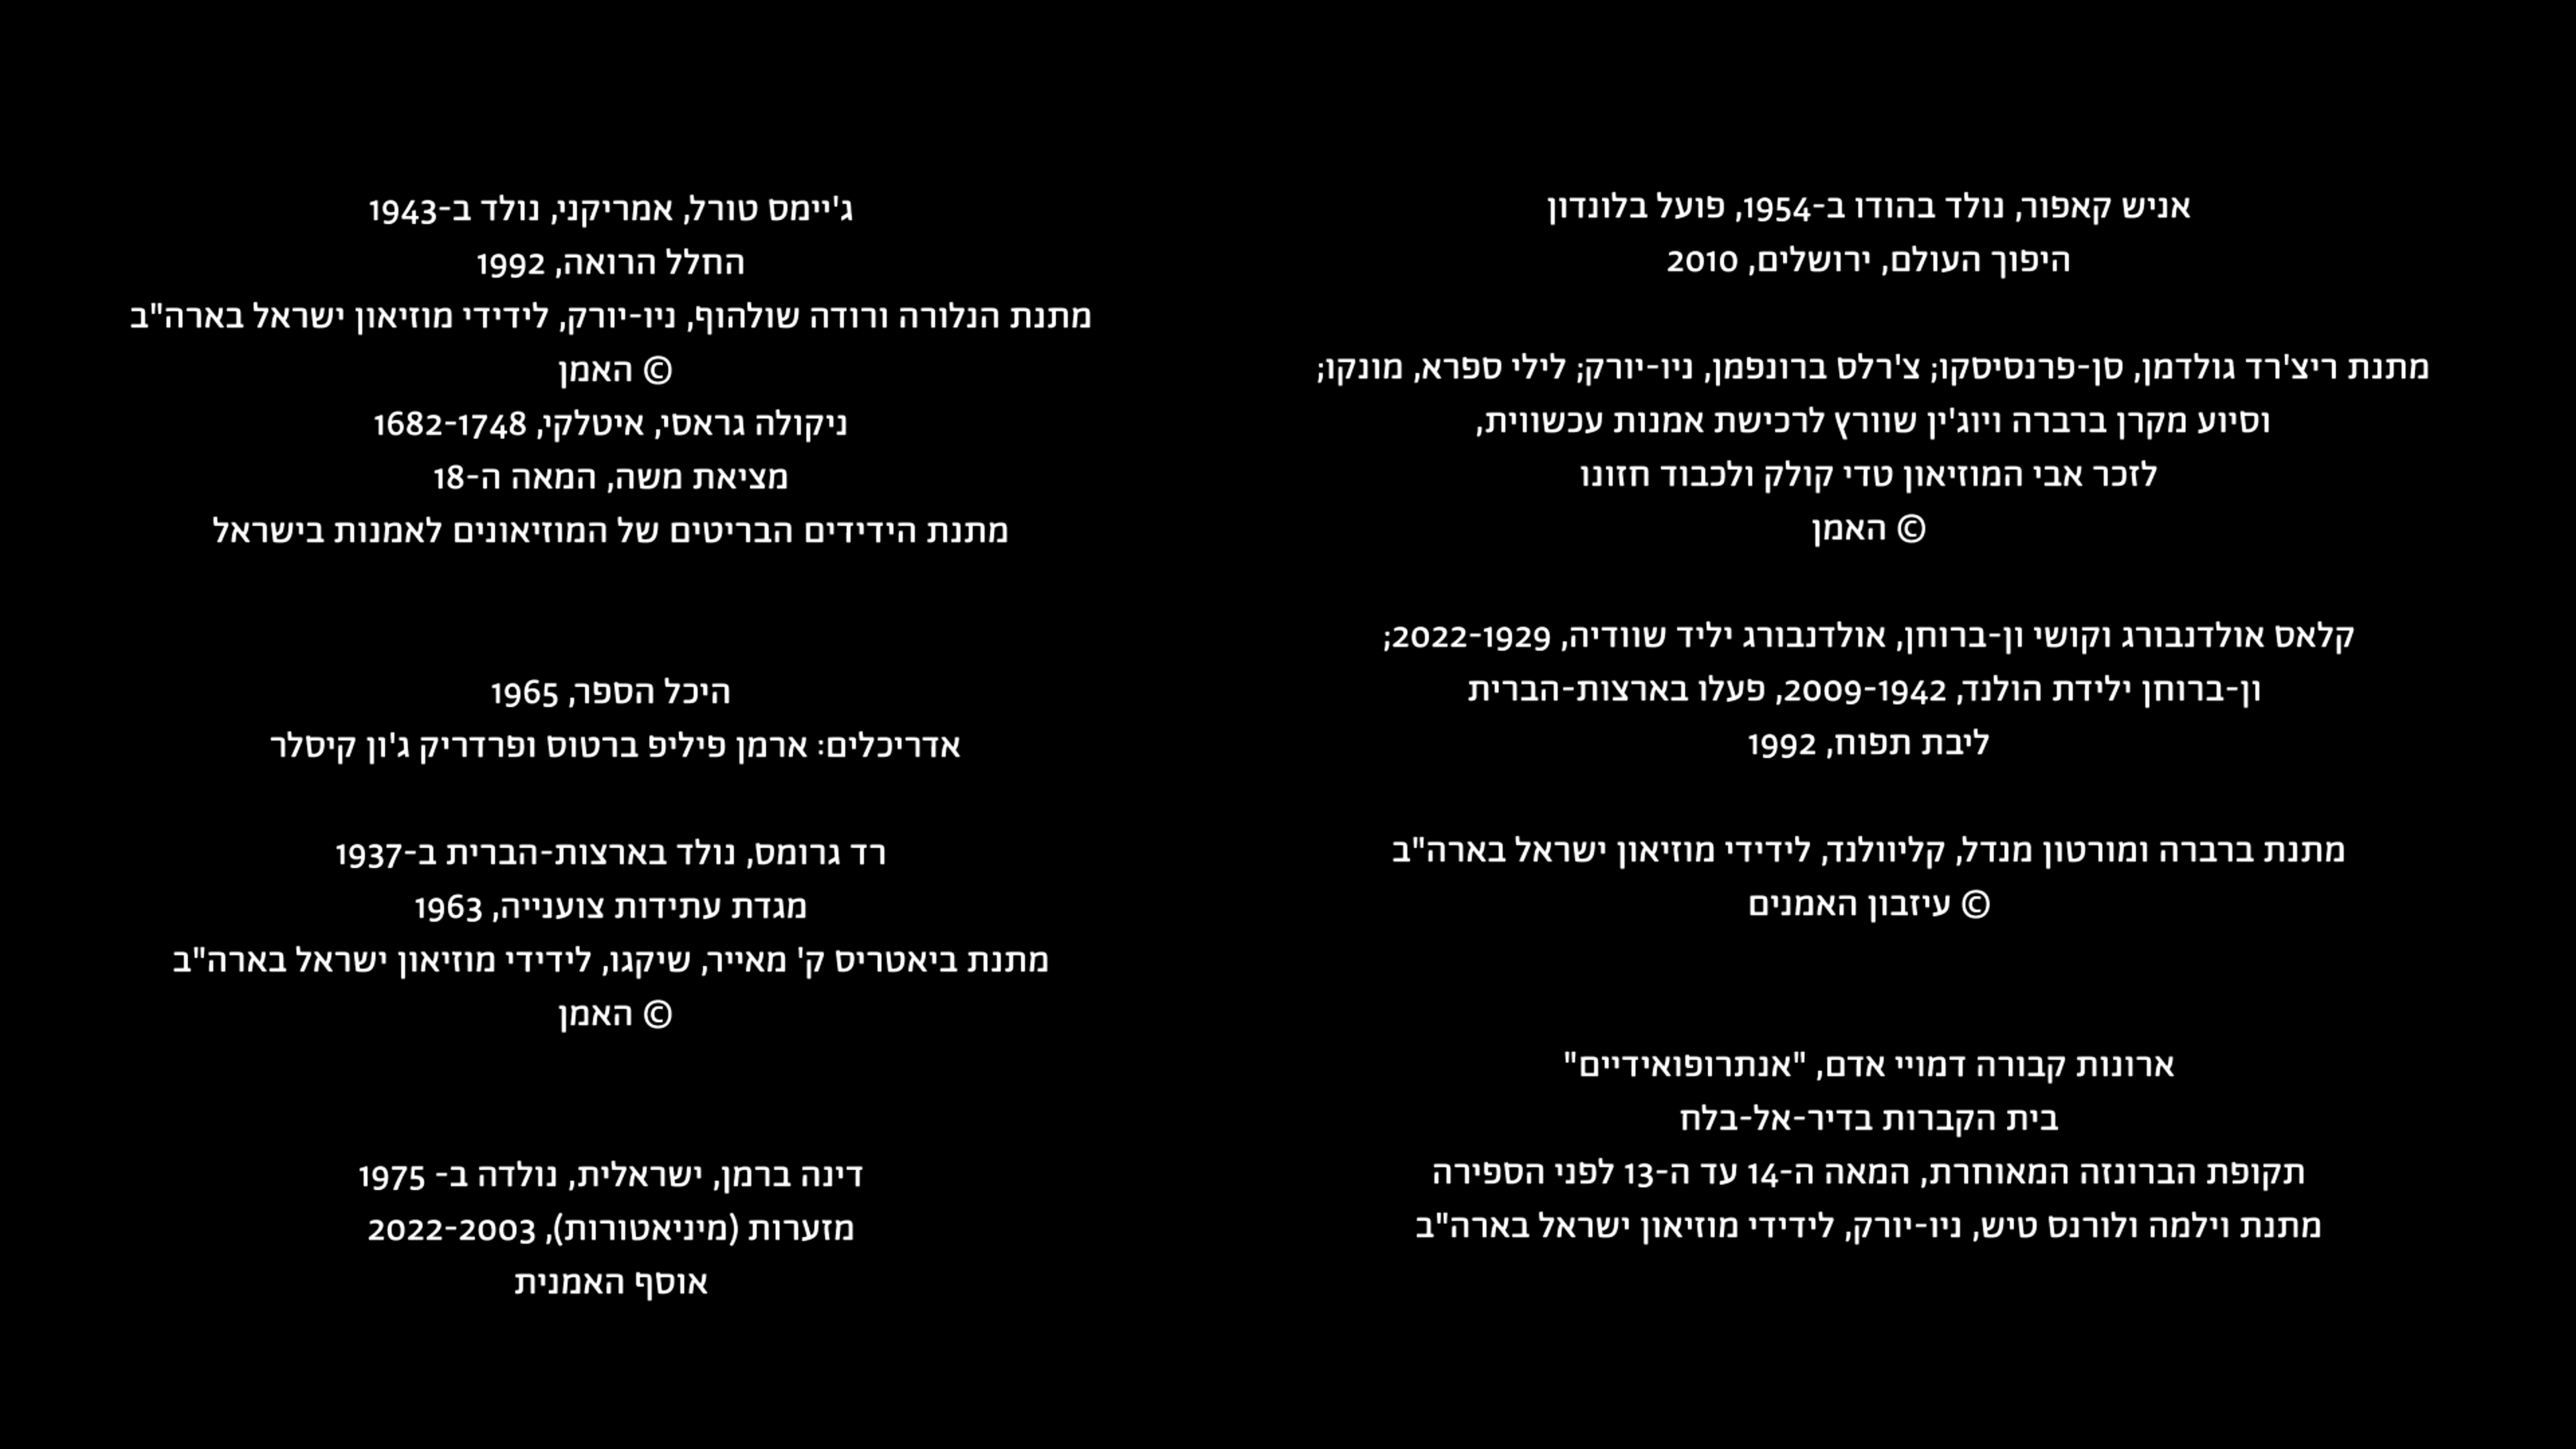 אניש קאפור, נולד בהודו ב-1954, פועל בלונדון
היפוך העולם, ירושלים, 2010
מתנת ריצ'רד גולדמן, סן-פרנסיסקו; צ'רלס ברונפמן, ניו-יורק; לילי ספרא, מונקו;
וסיוע מקרן ברברה ויוג'ין שוורץ לרכישת אמנות עכשווית,
לזכר אבי המוזיאון טדי קולק ולכבוד חזונו
© האמן
קלאס אולדנבורג וקושי ון-ברוחן, אולדנבורג יליד שוודיה, 2022-1929;
ון-ברוחן ילידת הולנד, 2009-1942, פעלו בארצות-הברית
ליבת תפוח, 1992
מתנת ברברה ומורטון מנדל, קליוולנד, לידידי מוזיאון ישראל בארה"ב
© עיזבון האמנים
ארונות קבורה דמויי אדם, "אנתרופואידיים"
בית הקברות בדיר-אל-בלח
תקופת הברונזה המאוחרת, המאה ה-14 עד ה-13 לפני הספירה
מתנת וילמה ולורנס טיש, ניו-יורק, לידידי מוזיאון ישראל בארה"ב
ג'יימס טורל, אמריקני, נולד ב-1943
החלל הרואה, 1992
מתנת הנלורה ורודה שולהוף, ניו-יורק, לידידי מוזיאון ישראל בארה"ב
© האמן
ניקולה גראסי, איטלקי, 1682-1748
מציאת משה, המאה ה-18
מתנת הידידים הבריטים של המוזיאונים לאמנות בישראל
היכל הספר, 1965
אדריכלים: ארמן פיליפ ברטוס ופרדריק ג'ון קיסלר
רד גרומס, נולד בארצות-הברית ב-1937
מגדת עתידות צוענייה, 1963
מתנת ביאטריס ק' מאייר, שיקגו, לידידי מוזיאון ישראל בארה"ב
© האמן
דינה ברמן, ישראלית, נולדה ב- 1975
מזערות (מיניאטורות), 2022-2003
אוסף האמנית